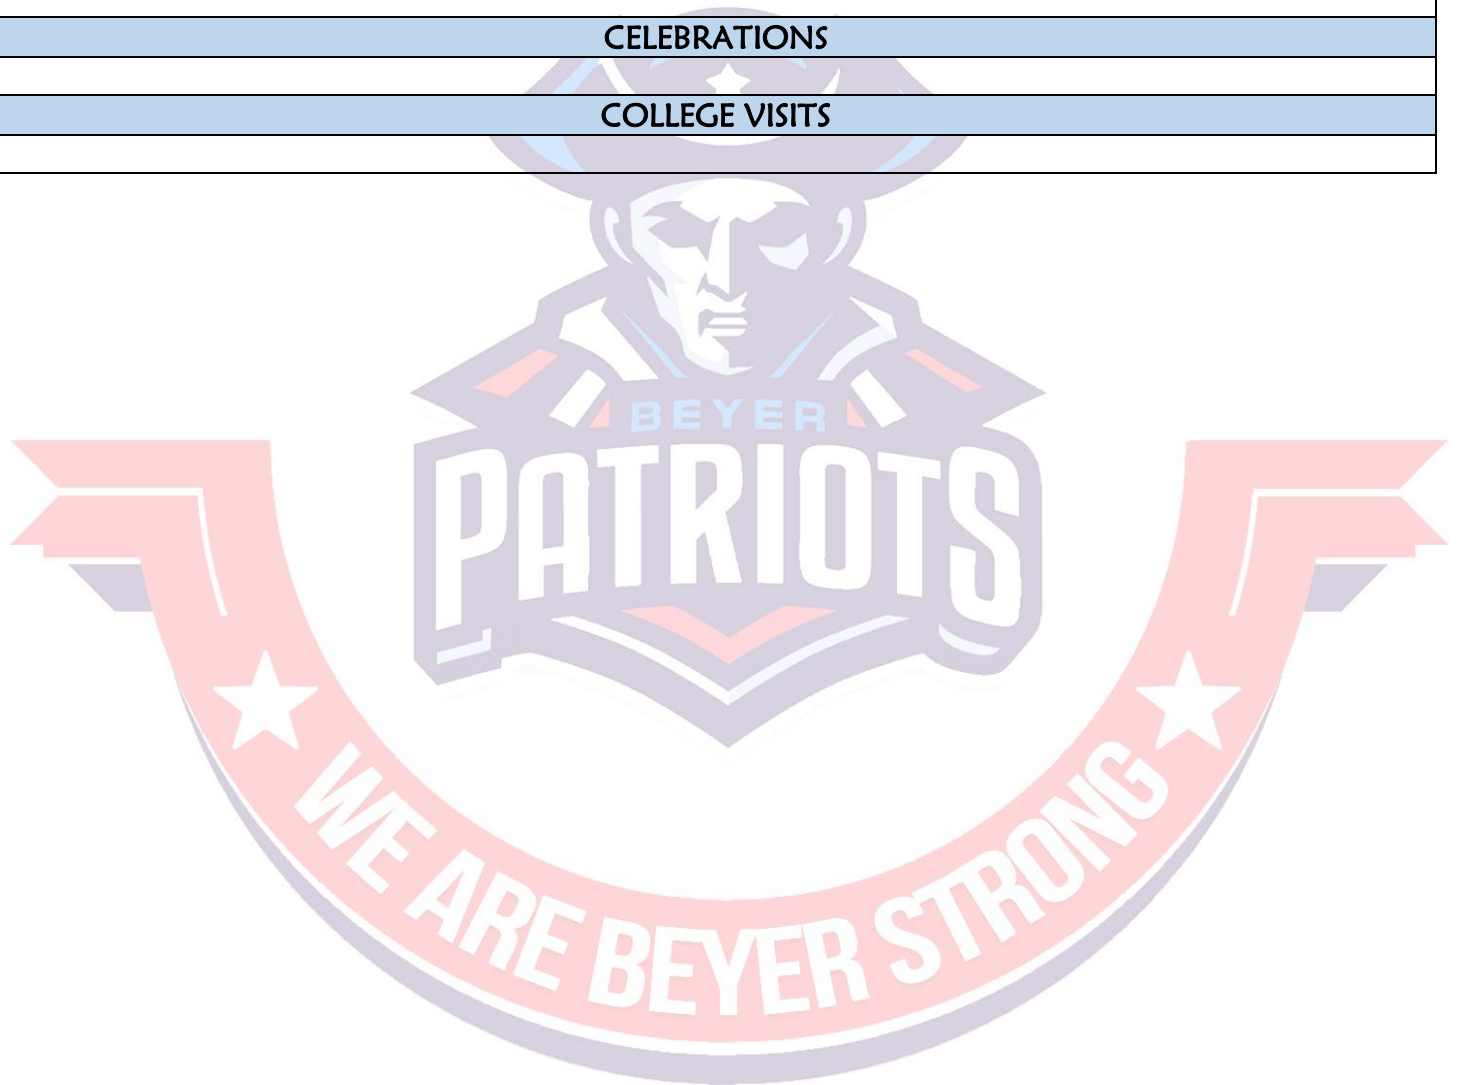 CELEBRATIONS
COLLEGE VISITS
BEYER
PATRIOTS
WE ARE BEYER STRONG